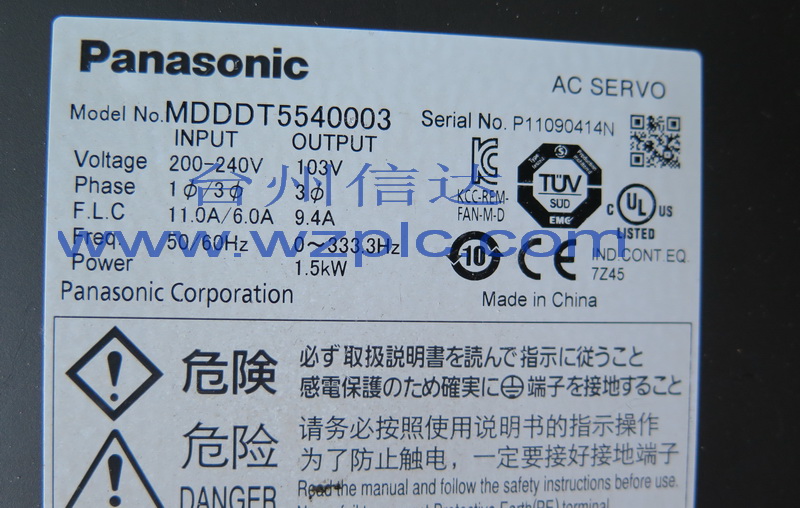 Panasonic
AC SERVO
Model No. MDDDT5540003 Serial No. P11090414N
INPUT OUTPUT
Voltage 200-240V 103V
Phase 1ϕ/3ϕ 3ϕ
F.L.C 11.0A/6.0A 9.4A
Freq. 50/60Hz 0~333.3Hz
Power 1.5kW
Panasonic Corporation
KCC-REM-
FAN-M-D
TÜV
SUD
EMC
C UL US
LISTED
10
CE
IND.CONT.EQ.
7Z45
Made in China
台州信达
www.wzplc.com
危険
必ず取扱説明書を読んで指示に従うこと
感電保護のため確実に端子を接地すること
危险
请务必按照使用说明书的指示操作
为了防止触电，一定要接好接地端子
DANGER
Read the manual and follow the safety instructions before use.
Protective Earth(PE) terminal